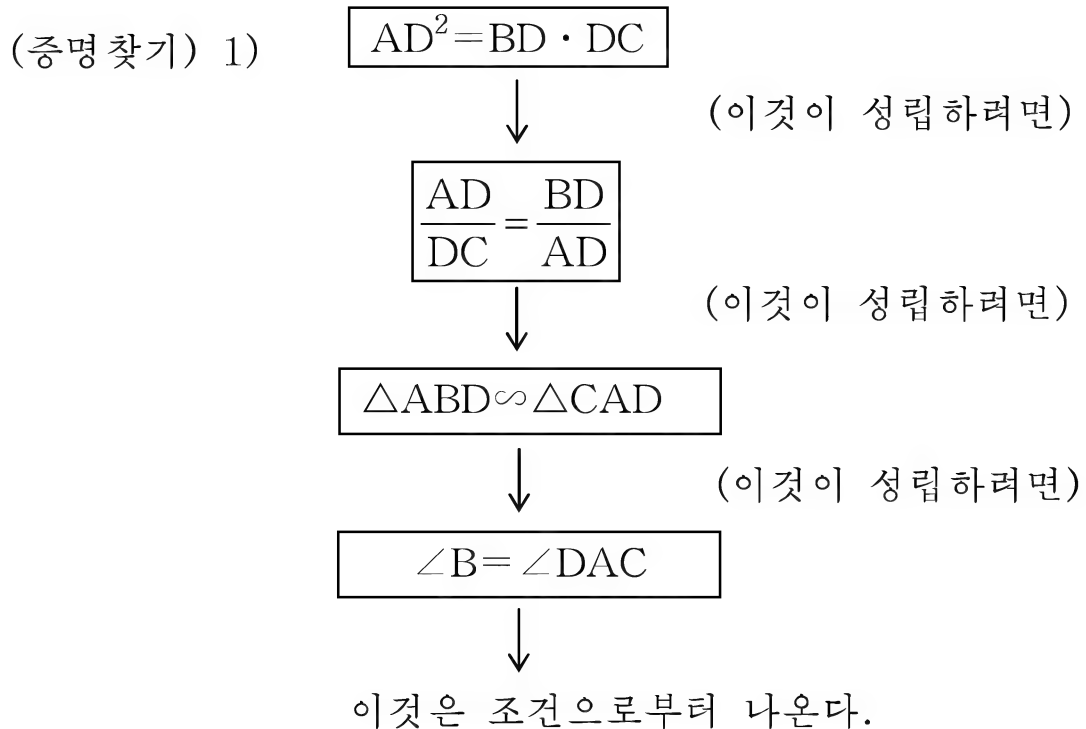 (증명찾기) 1) AD²=BD · DC
(이것이 성립하려면)
AD/DC = BD/AD
(이것이 성립하려면)
△ABD∽△CAD
(이것이 성립하려면)
∠B=∠DAC
이것은 조건으로부터 나온다.